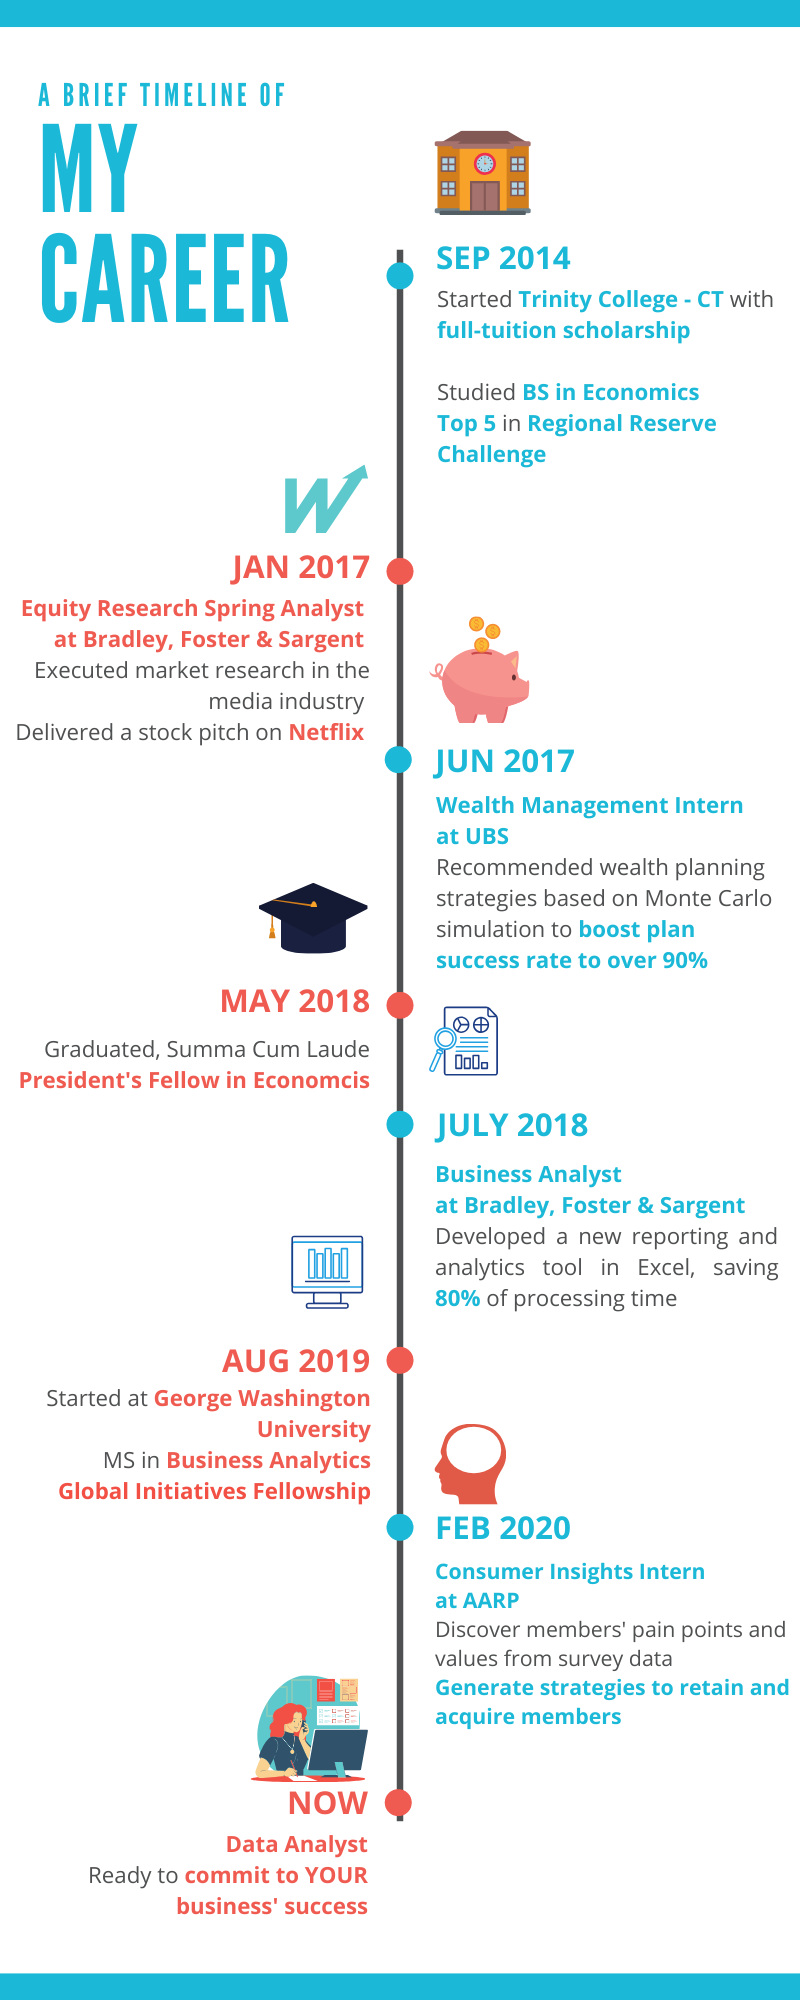 A BRIEF TIMELINE OF
MY
CAREER
SEP 2014
Started Trinity College - CT with
full-tuition scholarship
Studied BS in Economics
Top 5 in Regional Reserve
Challenge
JAN 2017
Equity Research Spring Analyst
at Bradley, Foster & Sargent
Executed market research in the
media industry
Delivered a stock pitch on Netflix
JUN 2017
Wealth Management Intern
at UBS
Recommended wealth planning
strategies based on Monte Carlo
simulation to boost plan
success rate to over 90%
MAY 2018
Graduated, Summa Cum Laude
President's Fellow in Economcis
JULY 2018
Business Analyst
at Bradley, Foster & Sargent
Developed a new reporting and
analytics tool in Excel, saving
80% of processing time
AUG 2019
Started at George Washington
University
MS in Business Analytics
Global Initiatives Fellowship
FEB 2020
Consumer Insights Intern
at AARP
Discover members' pain points and
values from survey data
Generate strategies to retain and
acquire members
NOW
Data Analyst
Ready to commit to YOUR
business' success